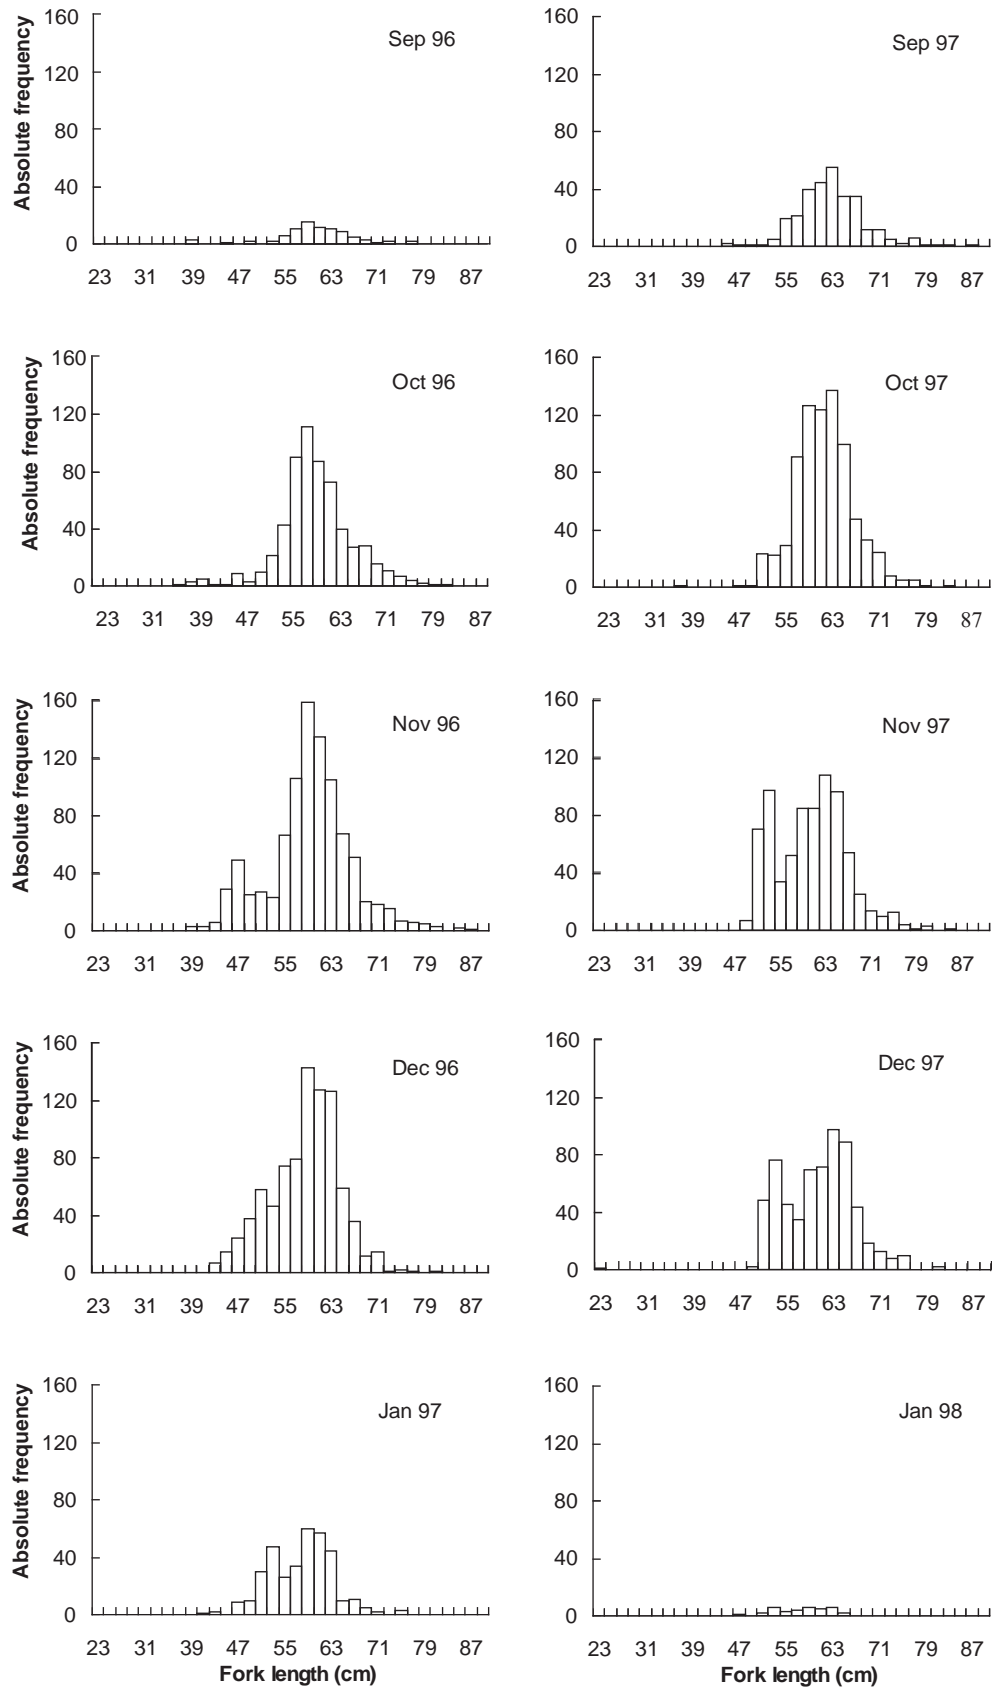 160
120
80
40
0
Absolute frequency
Sep 96
23 31 39 47 55 63 71 79 87
160
120
80
40
0
Sep 97
23 31 39 47 55 63 71 79 87
160
120
80
40
0
Absolute frequency
Oct 96
23 31 39 47 55 63 71 79 87
160
120
80
40
0
Oct 97
23 31 39 47 55 63 71 79 87
160
120
80
40
0
Absolute frequency
Nov 96
23 31 39 47 55 63 71 79 87
160
120
80
40
0
Nov 97
23 31 39 47 55 63 71 79 87
160
120
80
40
0
Absolute frequency
Dec 96
23 31 39 47 55 63 71 79 87
160
120
80
40
0
Dec 97
23 31 39 47 55 63 71 79 87
160
120
80
40
0
Absolute frequency
Jan 97
23 31 39 47 55 63 71 79 87
Fork length (cm)
160
120
80
40
0
Jan 98
23 31 39 47 55 63 71 79 87
Fork length (cm)